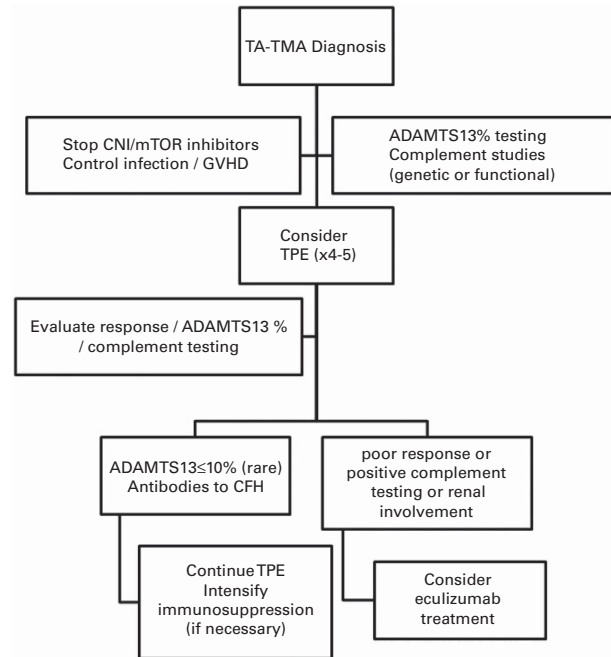 TA-TMA Diagnosis
Stop CNI/mTOR inhibitors
Control infection / GVHD
ADAMTS13% testing
Complement studies
(genetic or functional)
Consider
TPE (x4-5)
Evaluate response / ADAMTS13 %
/ complement testing
ADAMTS13≤10% (rare)
Antibodies to CFH
poor response or
positive complement
testing or renal
involvement
Continue TPE
Intensify
immunosuppression
(if necessary)
Consider
eculizumab
treatment